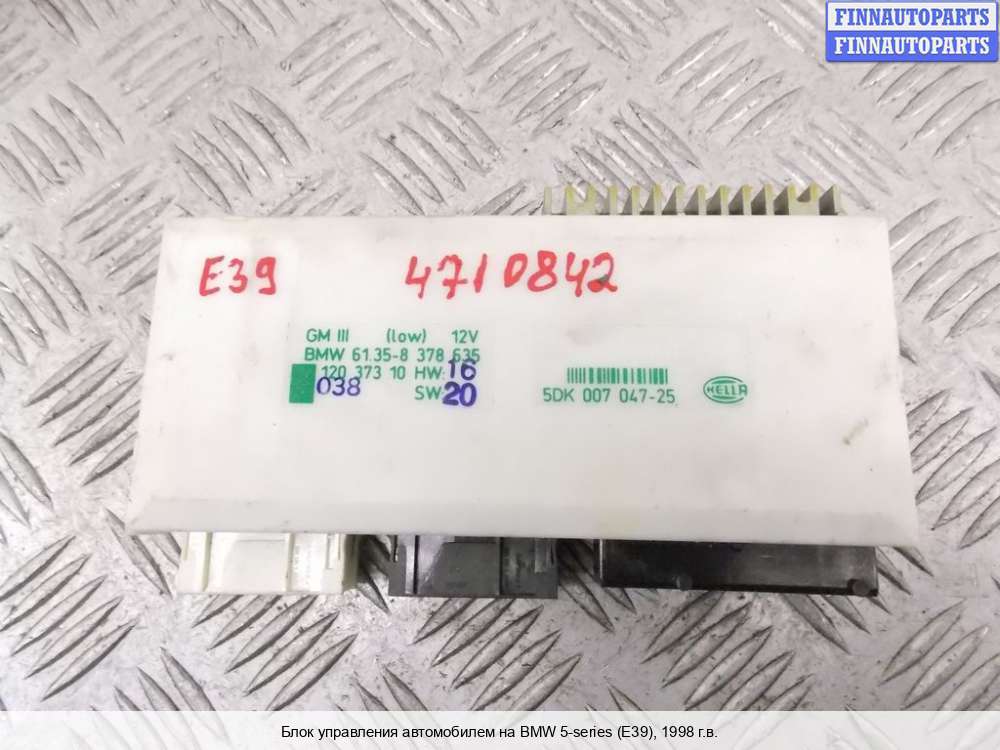 FINNAUTOPARTS
FINNAUTOPARTS
E39 4710842
GM III (low) 12V
BMW 61.35-8 378 635
120 373 10 HW: 16
038 SW 20
5DK 007 047-25
HELLA
Блок управления автомобилем на BMW 5-series (E39), 1998 г.в.